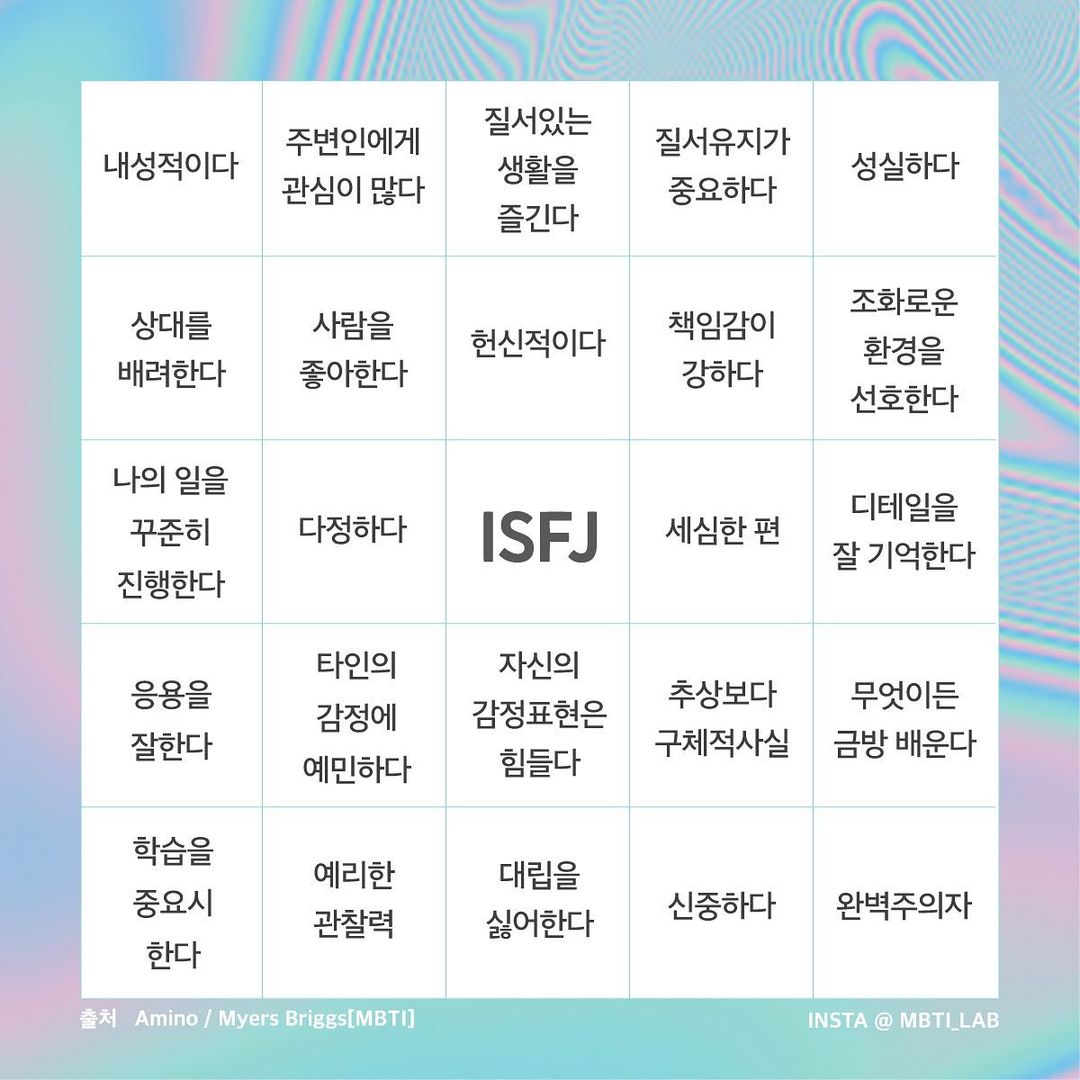 내성적이다
주변인에게
관심이 많다
질서있는
생활을
즐긴다
질서유지가
중요하다
성실하다
상대를
배려한다
사람을
좋아한다
헌신적이다
책임감이
강하다
조화로운
환경을
선호한다
나의 일을
꾸준히
진행한다
다정하다
ISFJ
세심한 편
디테일을
잘 기억한다
응용을
잘한다
타인의
감정에
예민하다
자신의
감정표현은
힘들다
추상보다
구체적사실
무엇이든
금방 배운다
학습을
중요시
한다
예리한
관찰력
대립을
싫어한다
신중하다
완벽주의자
출처 Amino / Myers Briggs[MBTI]
INSTA @ MBTI_LAB